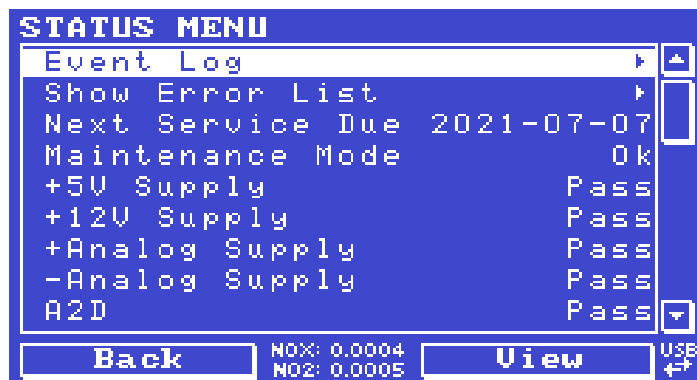 STATUS MENU
Event Log
Show Error List
Next Service Due 2021-07-07
Maintenance Mode Ok
+5V Supply Pass
+12V Supply Pass
+Analog Supply Pass
-Analog Supply Pass
A2D Pass
Back
NOX: 0.0004
NO2: 0.0005
View
USB